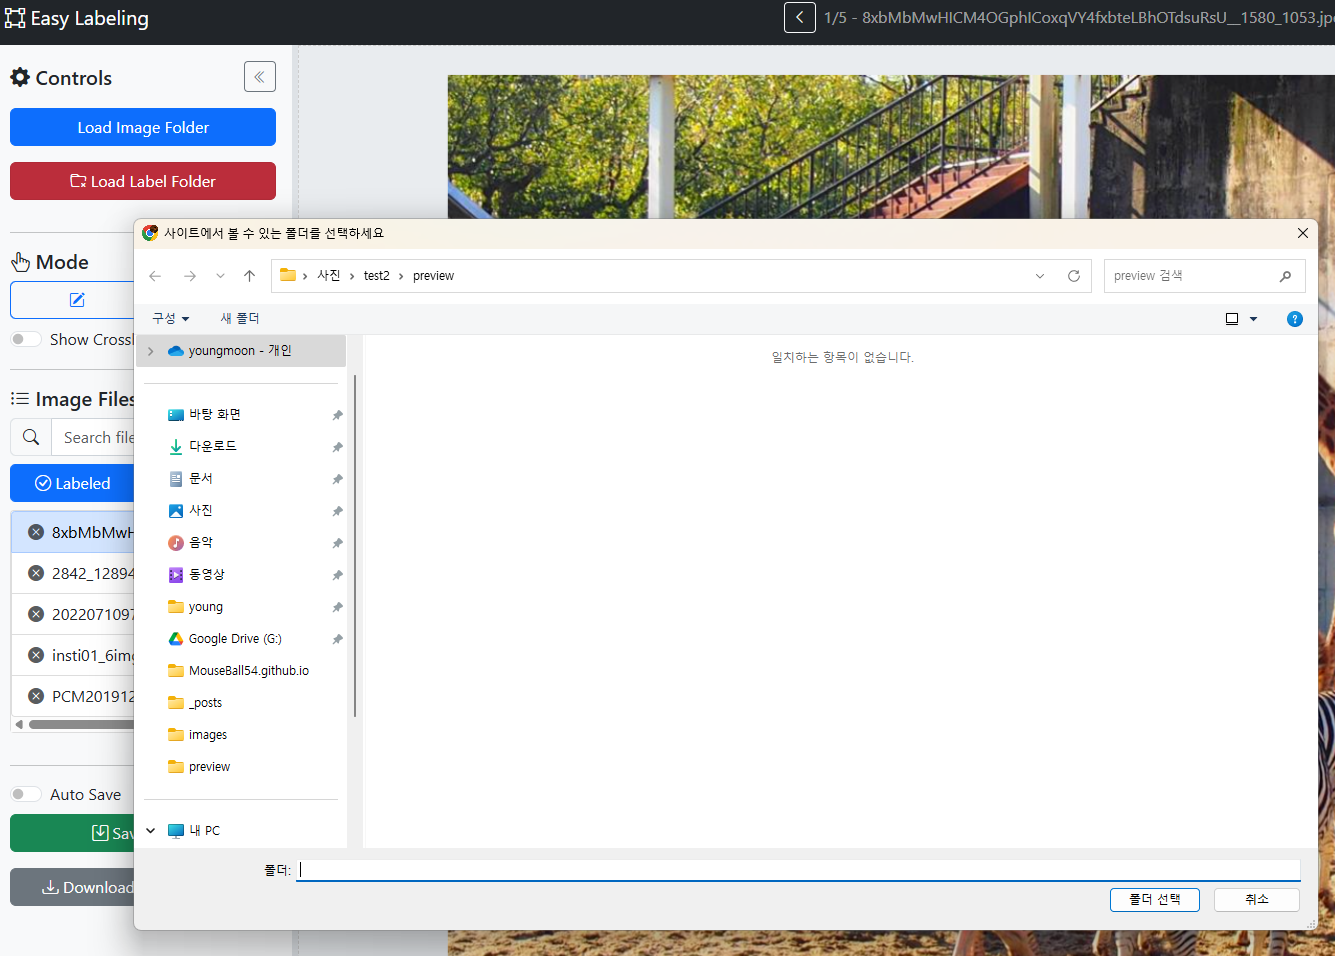 Easy Labeling
1/5 - 8xbMbMwHICM4OGphICoxqVY4fxbteLBhOTdsuRsU__1580_1053.jp
Controls
Load Image Folder
Load Label Folder
사이트에서 볼 수 있는 폴더를 선택하세요
사진 > test2 > preview
preview 검색
구성
새 폴더
Mode
Show Cross
Image Files
Search file
Labeled
8xbMbMwH
2842_12894
2022071097
insti01_6img
PCM201912
Auto Save
Sav
Download
youngmoon - 개인
바탕 화면
다운로드
문서
사진
음악
동영상
young
Google Drive (G:)
MouseBall54.github.io
_posts
images
preview
내 PC
일치하는 항목이 없습니다.
폴더:
폴더 선택
취소